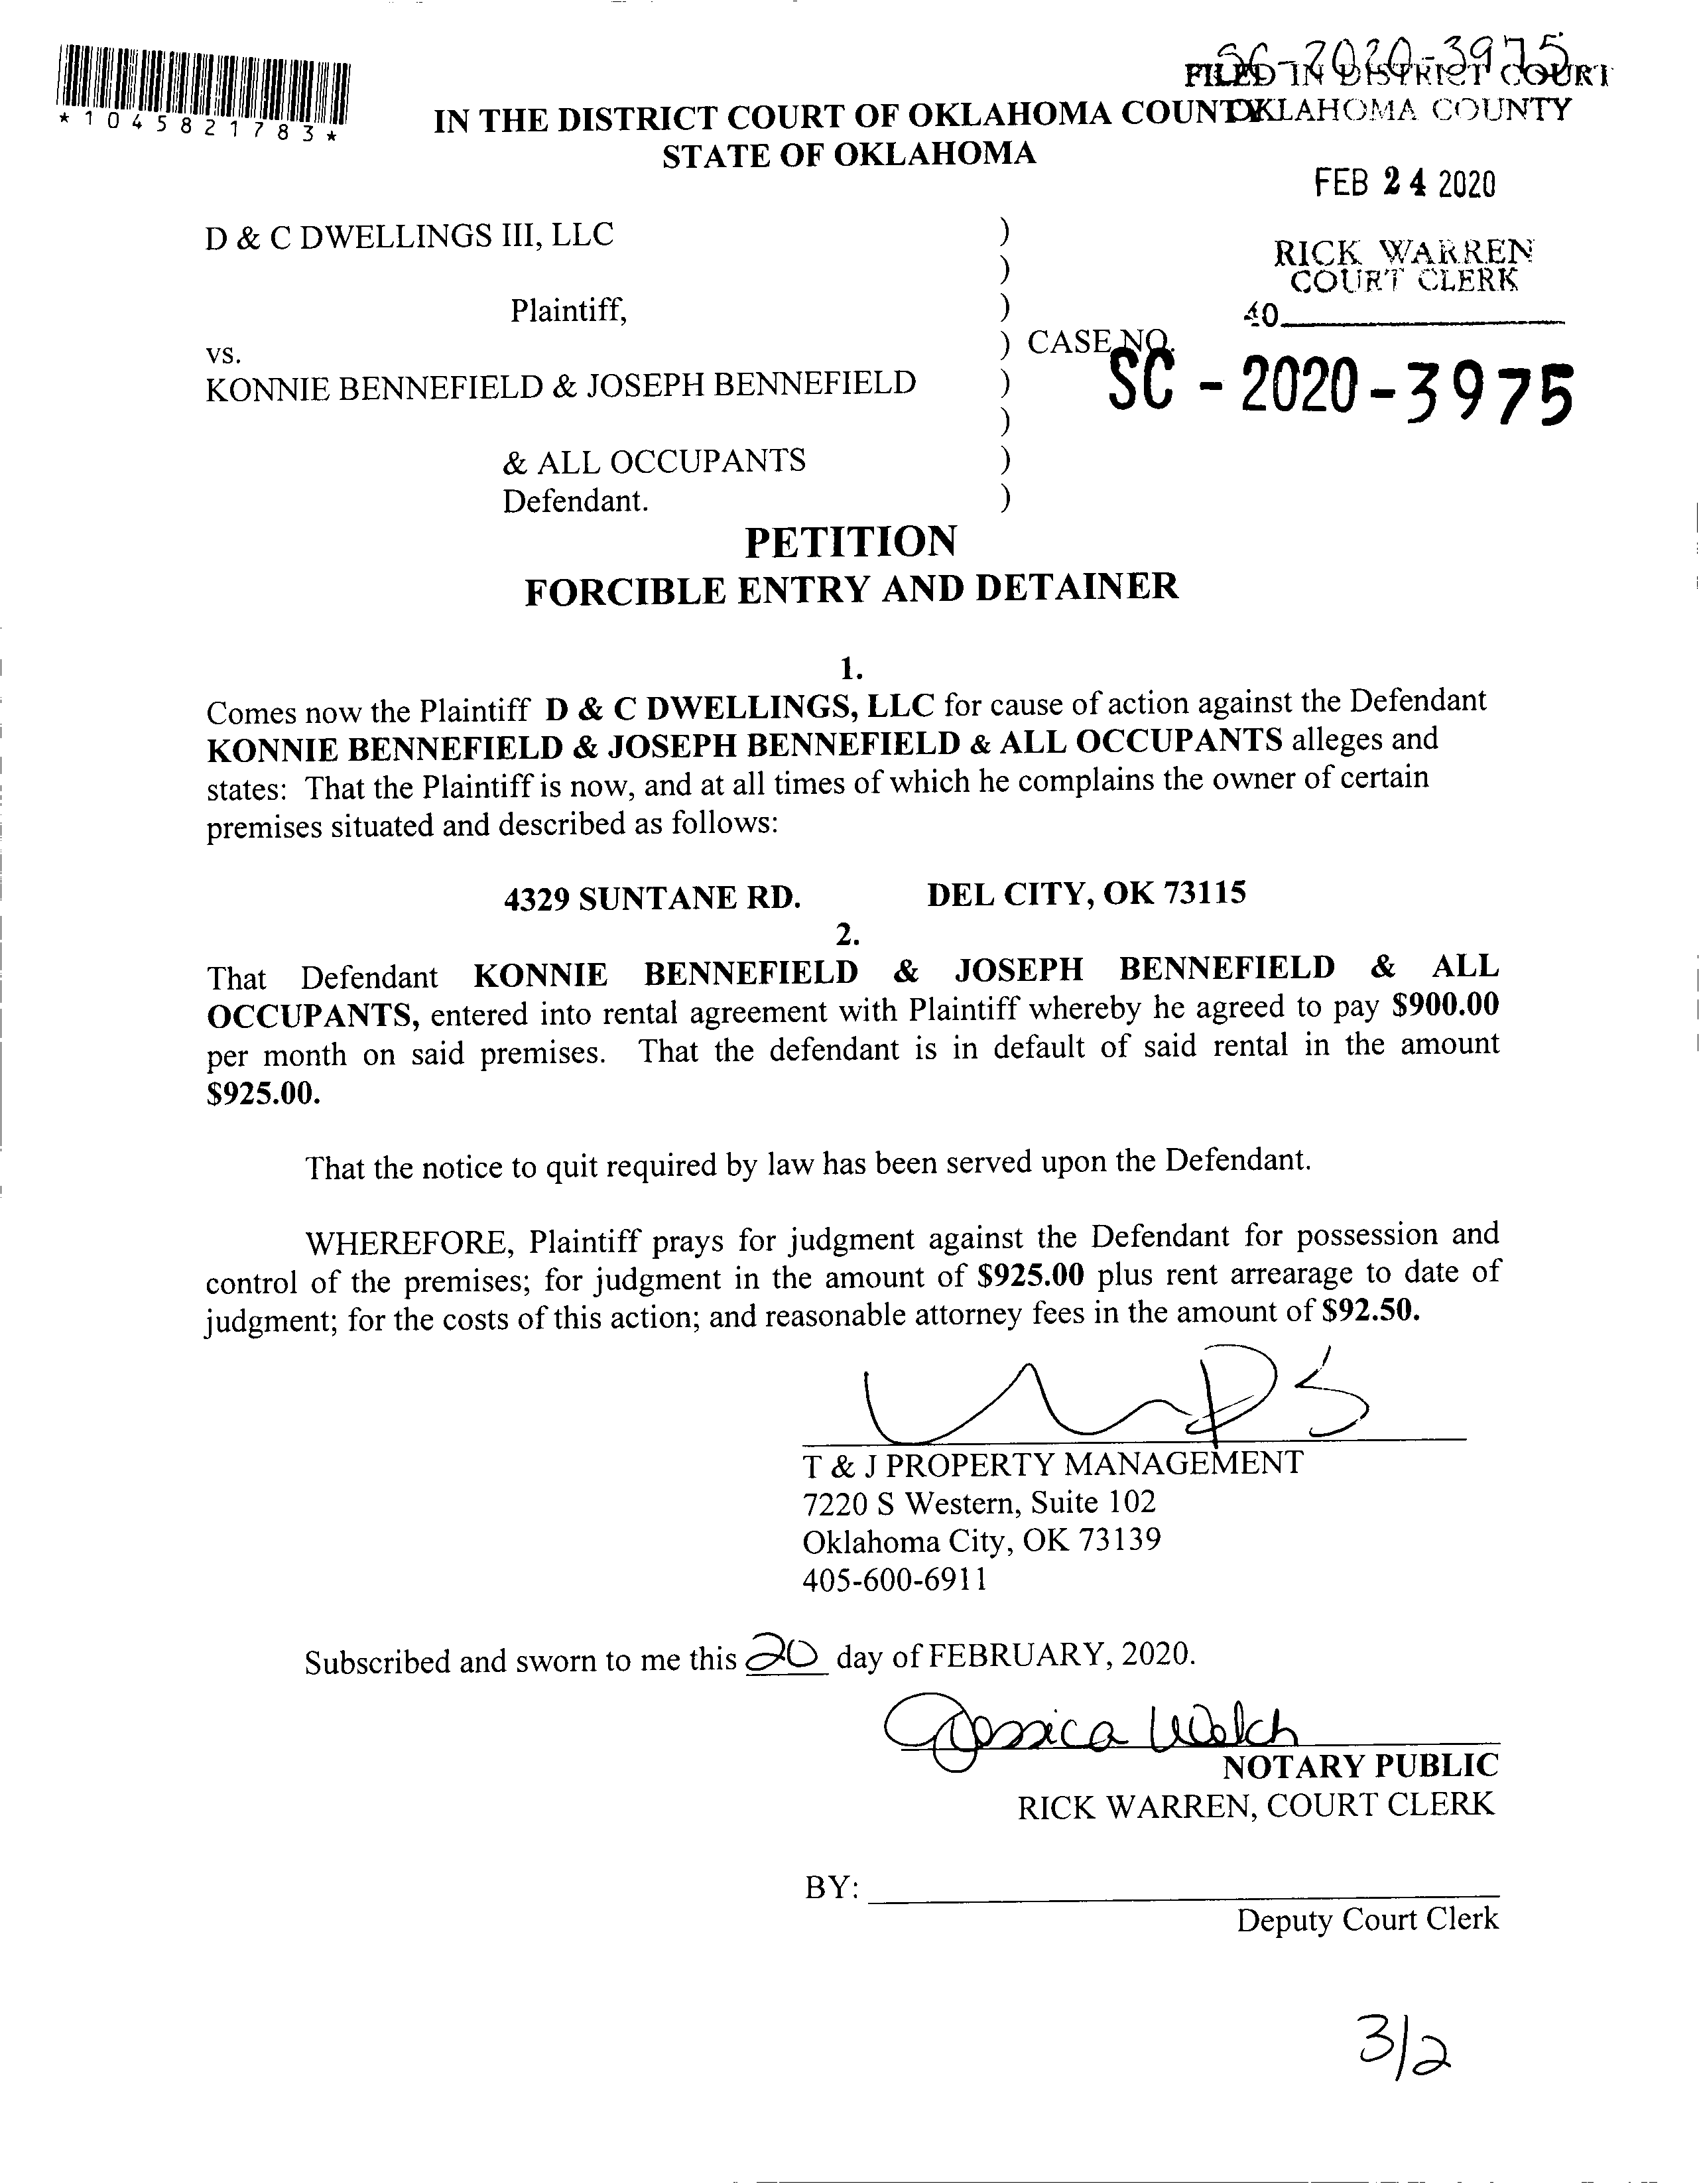 SC-2020-3975
FILED IN DISTRICT COURT
OKLAHOMA COUNTY
*1045821783*
IN THE DISTRICT COURT OF OKLAHOMA COUNTY
STATE OF OKLAHOMA
FEB 24 2020
RICK WARREN
COURT CLERK
40
D & C DWELLINGS III, LLC )
)
Plaintiff, )
vs. ) CASE NO.
SC - 2020-3975
KONNIE BENNEFIELD & JOSEPH BENNEFIELD )
)
& ALL OCCUPANTS )
Defendant. )
PETITION
FORCIBLE ENTRY AND DETAINER
1.
Comes now the Plaintiff D & C DWELLINGS, LLC for cause of action against the Defendant
KONNIE BENNEFIELD & JOSEPH BENNEFIELD & ALL OCCUPANTS alleges and
states: That the Plaintiff is now, and at all times of which he complains the owner of certain
premises situated and described as follows:
4329 SUNTANE RD. DEL CITY, OK 73115
2.
That Defendant KONNIE BENNEFIELD & JOSEPH BENNEFIELD & ALL
OCCUPANTS, entered into rental agreement with Plaintiff whereby he agreed to pay $900.00
per month on said premises. That the defendant is in default of said rental in the amount
$925.00.
That the notice to quit required by law has been served upon the Defendant.
WHEREFORE, Plaintiff prays for judgment against the Defendant for possession and
control of the premises; for judgment in the amount of $925.00 plus rent arrearage to date of
judgment; for the costs of this action; and reasonable attorney fees in the amount of $92.50.
T & J PROPERTY MANAGEMENT
7220 S Western, Suite 102
Oklahoma City, OK 73139
405-600-6911
Subscribed and sworn to me this 20 day of FEBRUARY, 2020.
Jessica Welch
NOTARY PUBLIC
RICK WARREN, COURT CLERK
BY:
Deputy Court Clerk
3/2